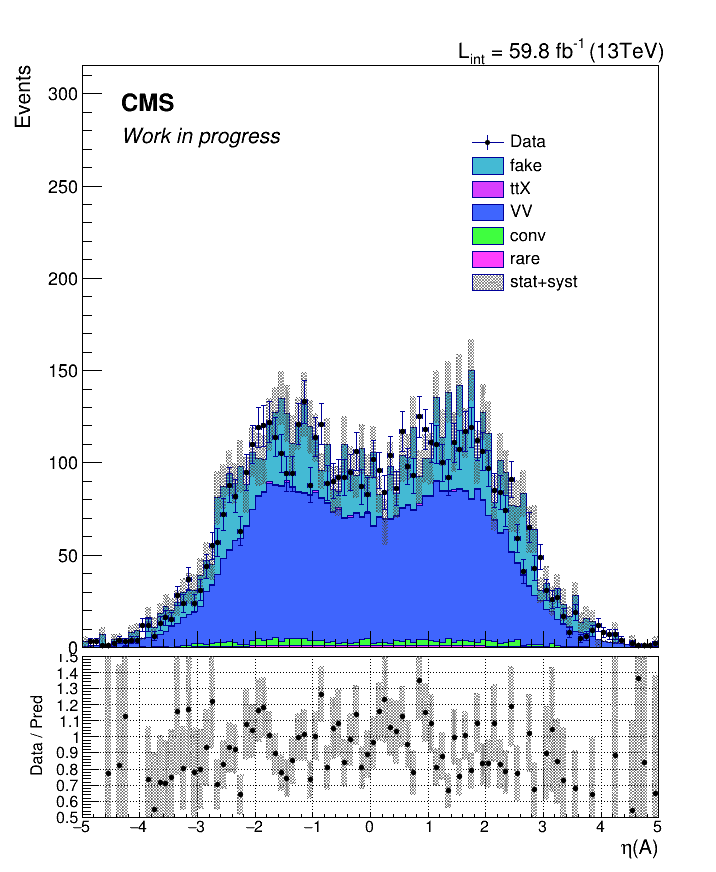 L_int = 59.8 fb^-1 (13TeV)
Events
CMS
Work in progress
Data
fake
ttX
VV
conv
rare
stat+syst
300
250
200
150
100
50
0
Data / Pred
1.5
1.4
1.3
1.2
1.1
1
0.9
0.8
0.7
0.6
0.5
−5 −4 −3 −2 −1 0 1 2 3 4 5
η(A)